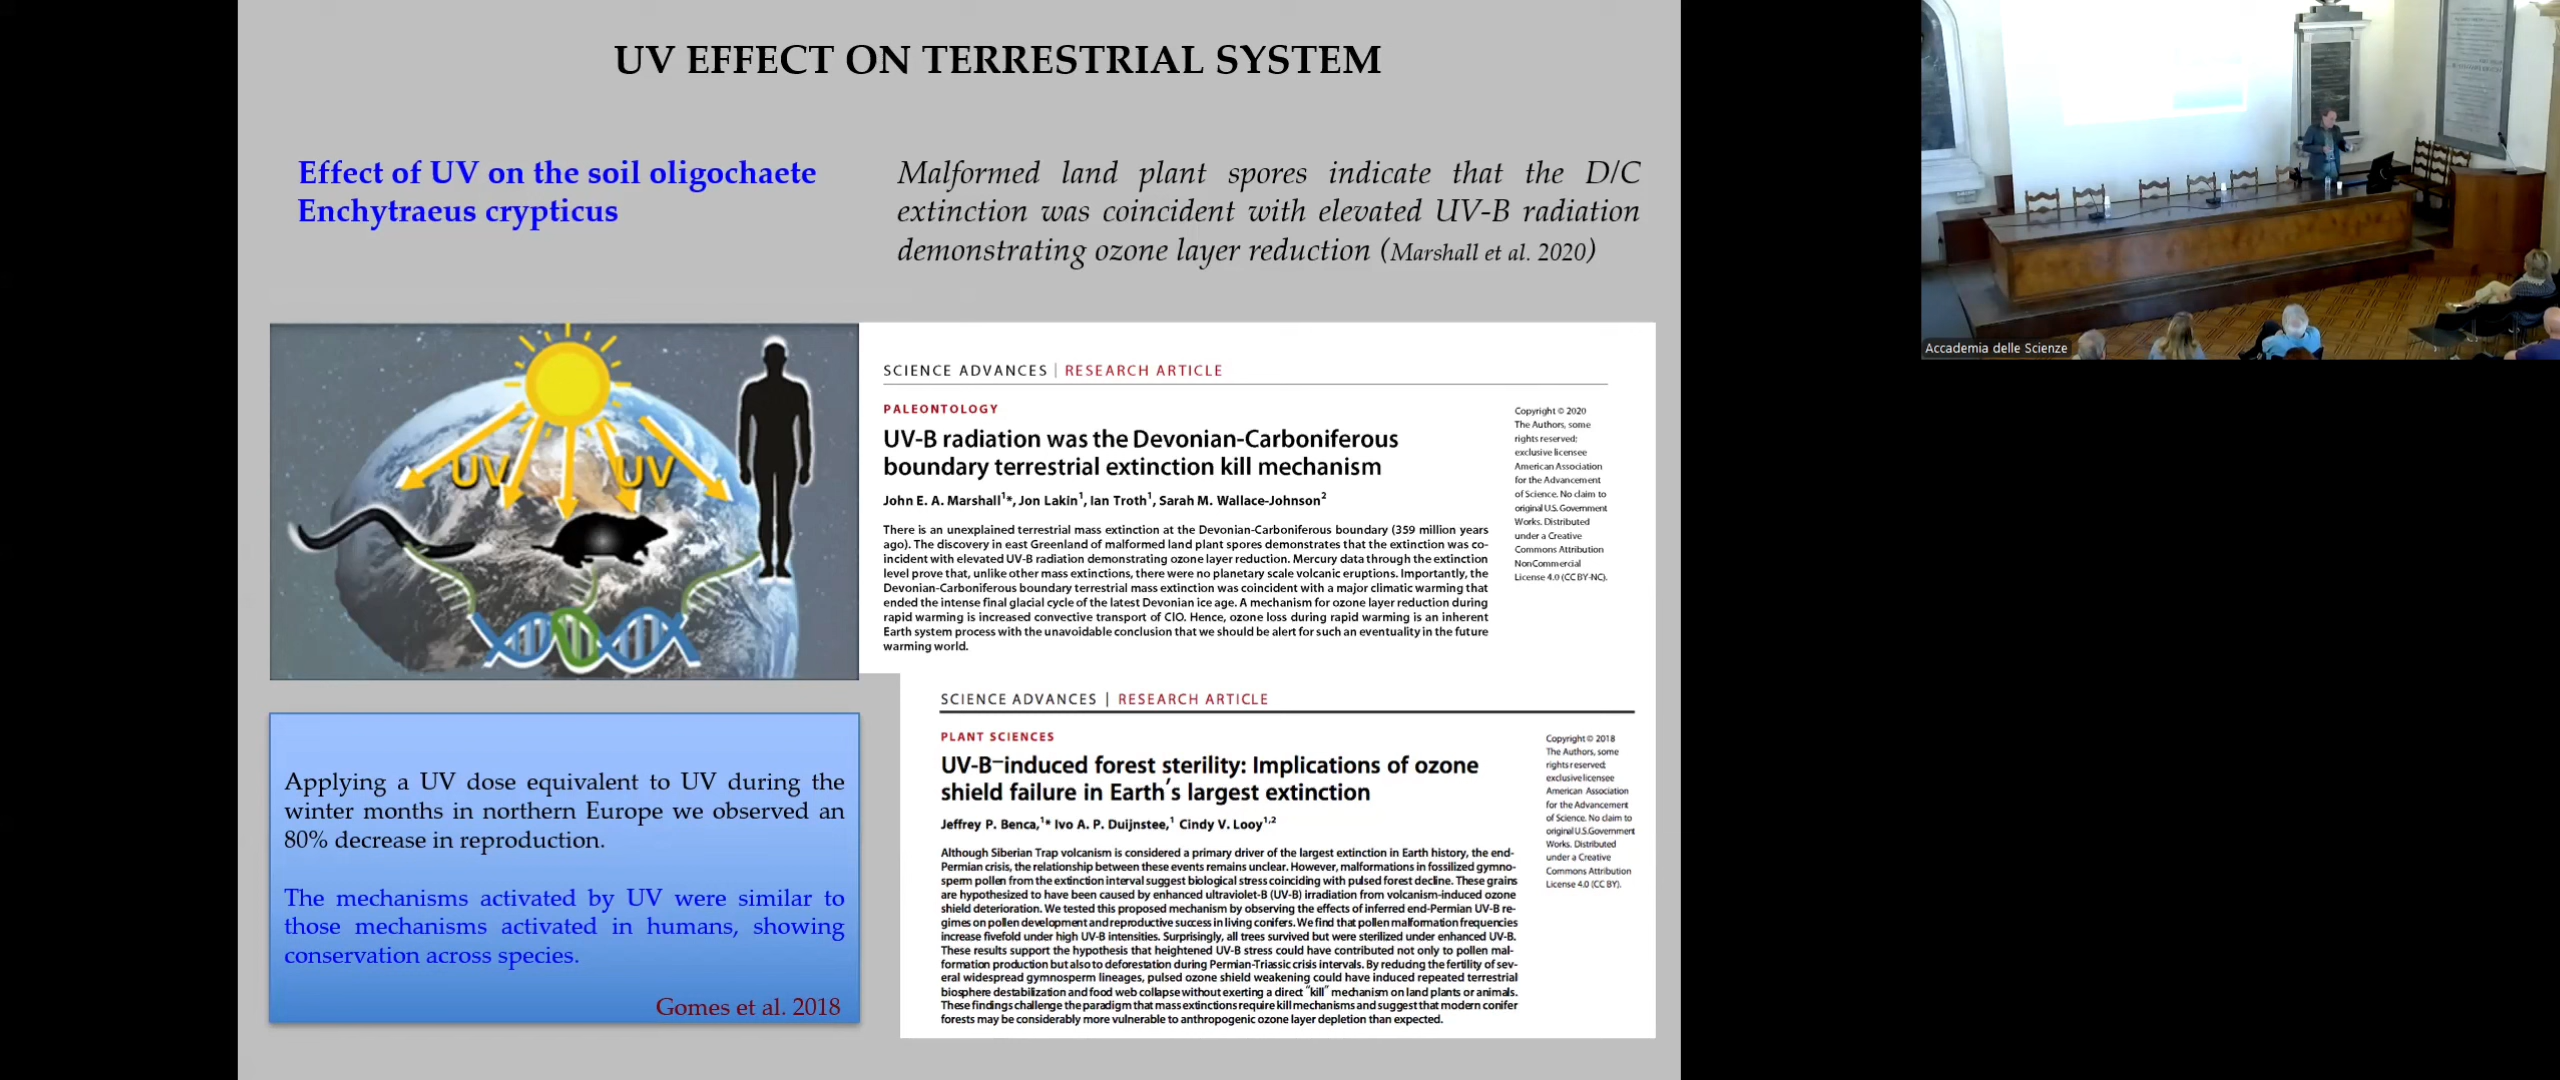 UV EFFECT ON TERRESTRIAL SYSTEM
Effect of UV on the soil oligochaete
Enchytraeus crypticus
Malformed land plant spores indicate that the D/C
extinction was coincident with elevated UV-B radiation
demonstrating ozone layer reduction (Marshall et al. 2020)
UV UV
Applying a UV dose equivalent to UV during the
winter months in northern Europe we observed an
80% decrease in reproduction.
The mechanisms activated by UV were similar to
those mechanisms activated in humans, showing
conservation across species.
Gomes et al. 2018
SCIENCE ADVANCES | RESEARCH ARTICLE
PALEONTOLOGY
UV-B radiation was the Devonian-Carboniferous
boundary terrestrial extinction kill mechanism
John E. A. Marshall1*, Jon Lakin1, Ian Troth1, Sarah M. Wallace-Johnson2
There is an unexplained terrestrial mass extinction at the Devonian-Carboniferous boundary (359 million years
ago). The discovery in east Greenland of malformed land plant spores demonstrates that the extinction was co-
incident with elevated UV-B radiation demonstrating ozone layer reduction. Mercury data through the extinction
level prove that, unlike other mass extinctions, there were no planetary scale volcanic eruptions. Importantly, the
Devonian-Carboniferous boundary terrestrial mass extinction was coincident with a major climatic warming that
ended the intense final glacial cycle of the latest Devonian ice age. A mechanism for ozone layer reduction during
rapid warming is increased convective transport of ClO. Hence, ozone loss during rapid warming is an inherent
Earth system process with the unavoidable conclusion that we should be alert for such an eventuality in the future
warming world.
Copyright © 2020
The Authors, some
rights reserved;
exclusive licensee
American Association
for the Advancement
of Science. No claim to
original U.S. Government
Works. Distributed
under a Creative
Commons Attribution
NonCommercial
License 4.0 (CC BY-NC).
SCIENCE ADVANCES | RESEARCH ARTICLE
PLANT SCIENCES
UV-B–induced forest sterility: Implications of ozone
shield failure in Earth's largest extinction
Jeffrey P. Benca,1* Ivo A. P. Duijnstee,1 Cindy V. Looy1,2
Although Siberian Trap volcanism is considered a primary driver of the largest extinction in Earth history, the end-
Permian crisis, the relationship between these events remains unclear. However, malformations in fossilized gymno-
sperm pollen from the extinction interval suggest biological stress coinciding with pulsed forest decline. These grains
are hypothesized to have been caused by enhanced ultraviolet-B (UV-B) irradiation from volcanism-induced ozone
shield deterioration. We tested this proposed mechanism by observing the effects of inferred end-Permian UV-B re-
gimes on pollen development and reproductive success in living conifers. We find that pollen malformation frequencies
increase fivefold under high UV-B intensities. Surprisingly, all trees survived but were sterilized under enhanced UV-B.
These results support the hypothesis that heightened UV-B stress could have contributed not only to pollen mal-
formation production but also to deforestation during Permian-Triassic crisis intervals. By reducing the fertility of sev-
eral widespread gymnosperm lineages, pulsed ozone shield weakening could have induced repeated terrestrial
biosphere destabilization and food web collapse without exerting a direct "kill" mechanism on land plants or animals.
These findings challenge the paradigm that mass extinctions require kill mechanisms and suggest that modern conifer
forests may be considerably more vulnerable to anthropogenic ozone layer depletion than expected.
Copyright © 2018
The Authors, some
rights reserved;
exclusive licensee
American Association
for the Advancement
of Science. No claim to
original U.S. Government
Works. Distributed
under a Creative
Commons Attribution
License 4.0 (CC BY).
Accademia delle Scienze